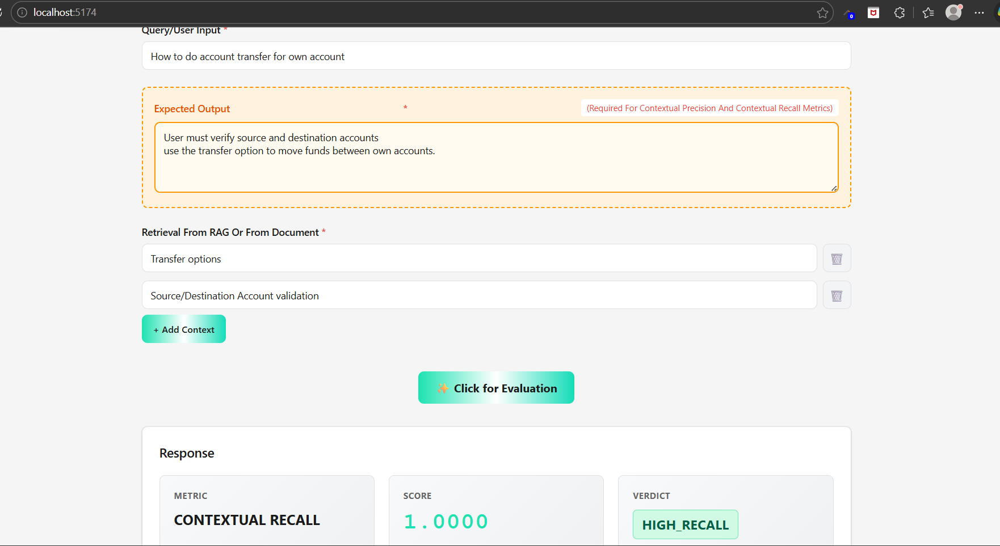 localhost:5174
0
Query/User Input *
How to do account transfer for own account
Expected Output *
(Required For Contextual Precision And Contextual Recall Metrics)
User must verify source and destination accounts
use the transfer option to move funds between own accounts.
Retrieval From RAG Or From Document *
Transfer options
Source/Destination Account validation
+ Add Context
✨ Click for Evaluation
Response
METRIC
CONTEXTUAL RECALL
SCORE
1.0000
VERDICT
HIGH_RECALL